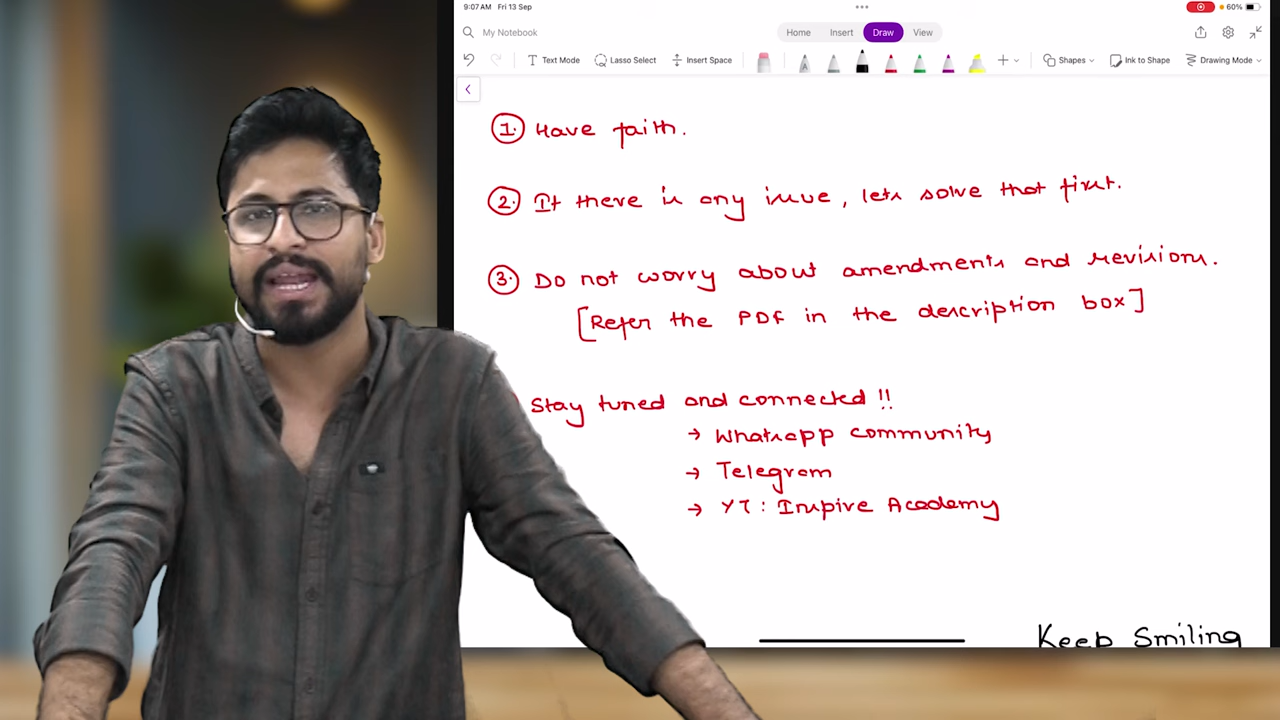 9:07 AM Fri 13 Sep
60%
My Notebook
Home Insert Draw View
Text Mode Lasso Select Insert Space Shapes Ink to Shape Drawing Mode
1. Have faith.
2. If there is any issue, lets solve that first.
3. Do not worry about amendments and revisions.
[Refer the PDF in the description box]
Stay tuned and connected !!
→ Whatsapp community
→ Telegram
→ YT : Inspire Academy
Keep Smiling